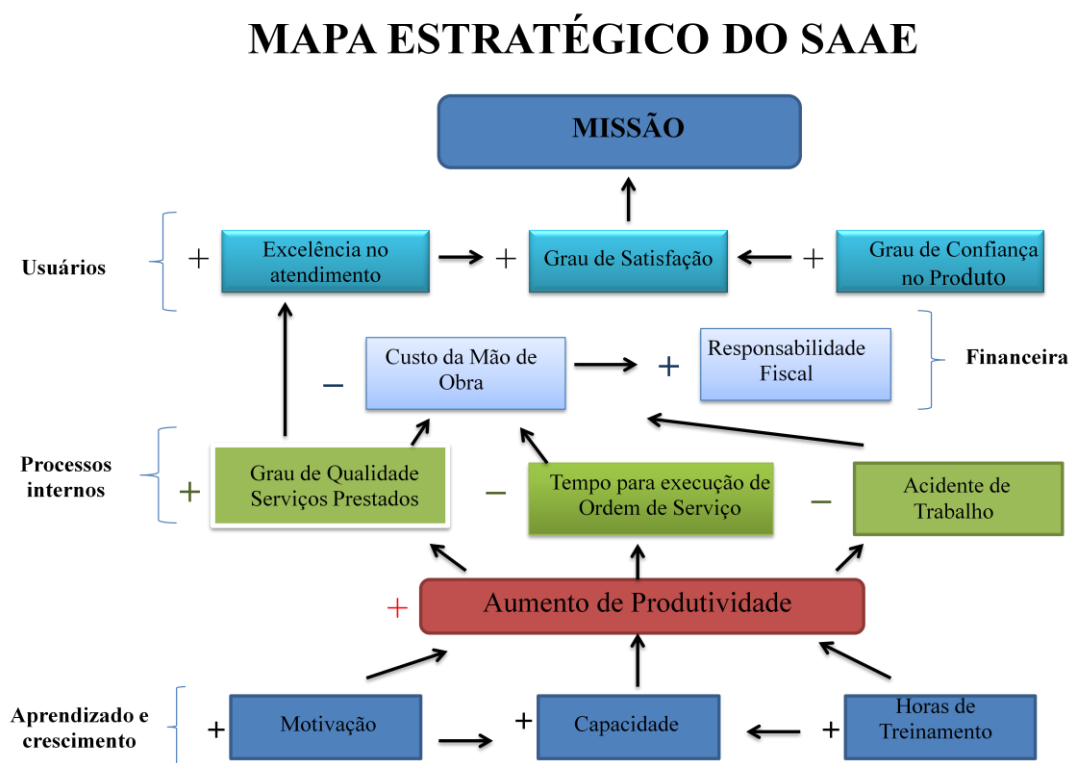 MAPA ESTRATÉGICO DO SAAE
MISSÃO
Usuários
+
Excelência no
atendimento
+
Grau de Satisfação
+
Grau de Confiança
no Produto
−
Custo da Mão de
Obra
+
Responsabilidade
Fiscal
Financeira
Processos
internos
+
Grau de Qualidade
Serviços Prestados
−
Tempo para execução de
Ordem de Serviço
−
Acidente de
Trabalho
+
Aumento de Produtividade
Aprendizado e
crescimento
+
Motivação
+
Capacidade
+
Horas de
Treinamento